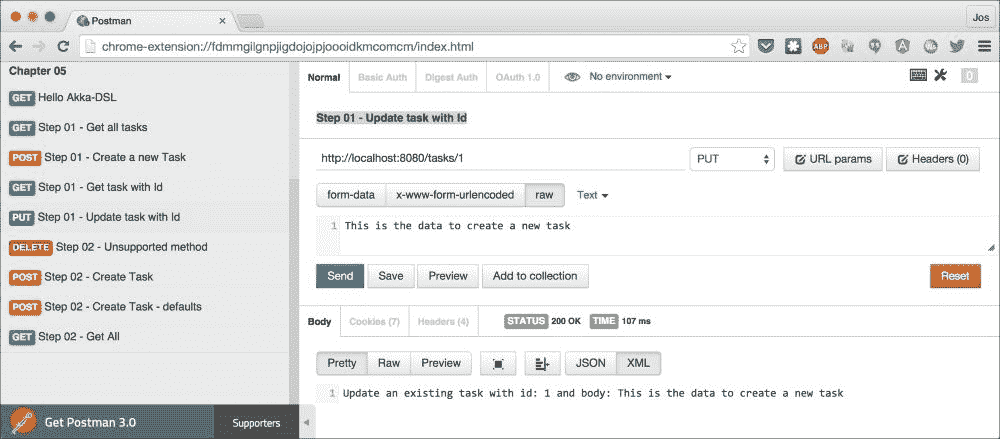 Postman
Jos
chrome-extension://fdmmgilgnpjigdojojpjoooidkmcomcm/index.html
ABP
Chapter 05
GET Hello Akka-DSL
GET Step 01 - Get all tasks
POST Step 01 - Create a new Task
GET Step 01 - Get task with Id
PUT Step 01 - Update task with Id
DELETE Step 02 - Unsupported method
POST Step 02 - Create Task
POST Step 02 - Create Task - defaults
GET Step 02 - Get All
Get Postman 3.0
Supporters
Normal Basic Auth Digest Auth OAuth 1.0 No environment 0
Step 01 - Update task with Id
http://localhost:8080/tasks/1 PUT URL params Headers (0)
form-data x-www-form-urlencoded raw Text
1 This is the data to create a new task
Send Save Preview Add to collection Reset
Body Cookies (7) Headers (4) STATUS 200 OK TIME 107 ms
Pretty Raw Preview JSON XML
1 Update an existing task with id: 1 and body: This is the data to create a new task